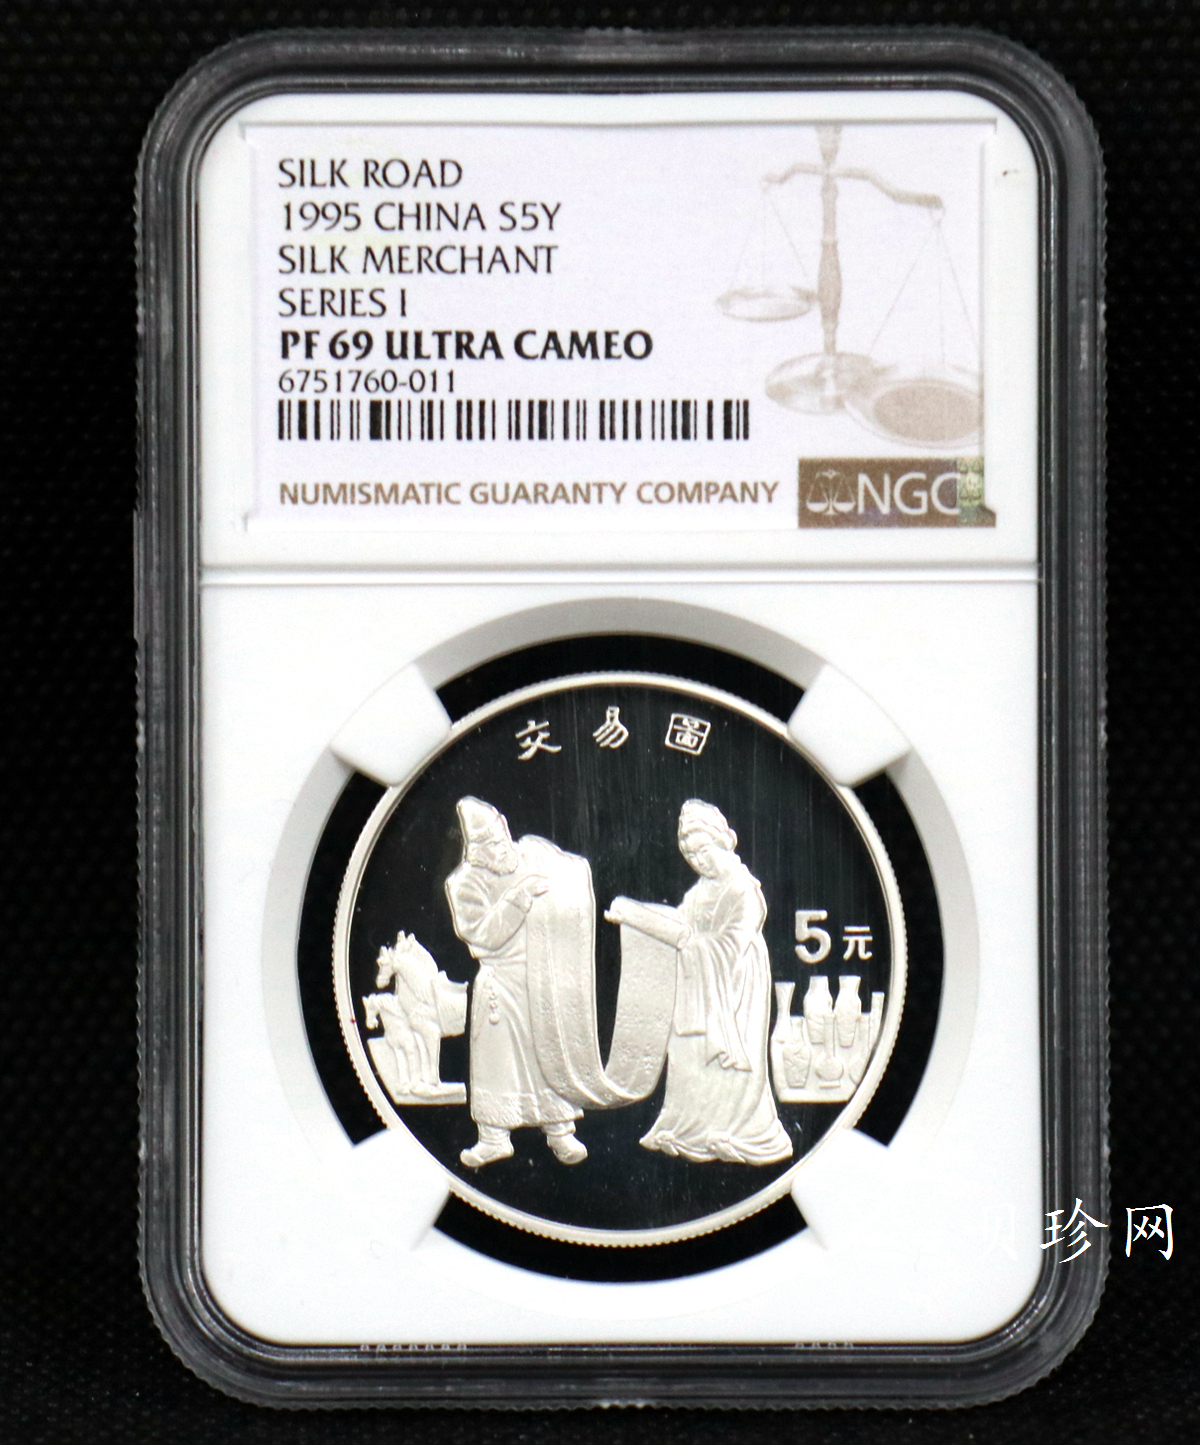 SILK ROAD
1995 CHINA S5Y
SILK MERCHANT
SERIES I
PF 69 ULTRA CAMEO
6751760-011
NUMISMATIC GUARANTY COMPANY
NGC
交易圖
5元
珍网